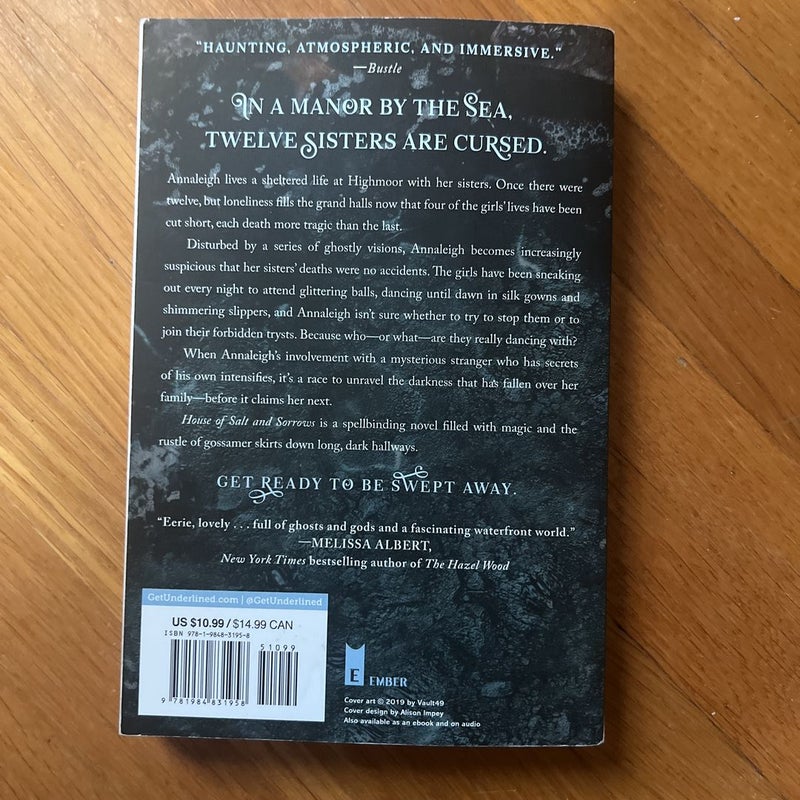 "HAUNTING, ATMOSPHERIC, AND IMMERSIVE."
—Bustle
IN A MANOR BY THE SEA,
TWELVE SISTERS ARE CURSED.
Annaleigh lives a sheltered life at Highmoor with her sisters. Once there were
twelve, but loneliness fills the grand halls now that four of the girls' lives have been
cut short, each death more tragic than the last.
Disturbed by a series of ghostly visions, Annaleigh becomes increasingly
suspicious that her sisters' deaths were no accidents. The girls have been sneaking
out every night to attend glittering balls, dancing until dawn in silk gowns and
shimmering slippers, and Annaleigh isn't sure whether to try to stop them or to
join their forbidden trysts. Because who—or what—are they really dancing with?
When Annaleigh's involvement with a mysterious stranger who has secrets
of his own intensifies, it's a race to unravel the darkness that has fallen over her
family—before it claims her next.
House of Salt and Sorrows is a spellbinding novel filled with magic and the
rustle of gossamer skirts down long, dark hallways.
GET READY TO BE SWEPT AWAY.
"Eerie, lovely . . . full of ghosts and gods and a fascinating waterfront world."
—MELISSA ALBERT,
New York Times bestselling author of The Hazel Wood
GetUnderlined.com | @GetUnderlined
US $10.99 / $14.99 CAN
ISBN 978-1-9848-3195-8
51099
9 781984 831958
E EMBER
Cover art © 2019 by Vault49
Cover design by Alison Impey
Also available as an ebook and on audio